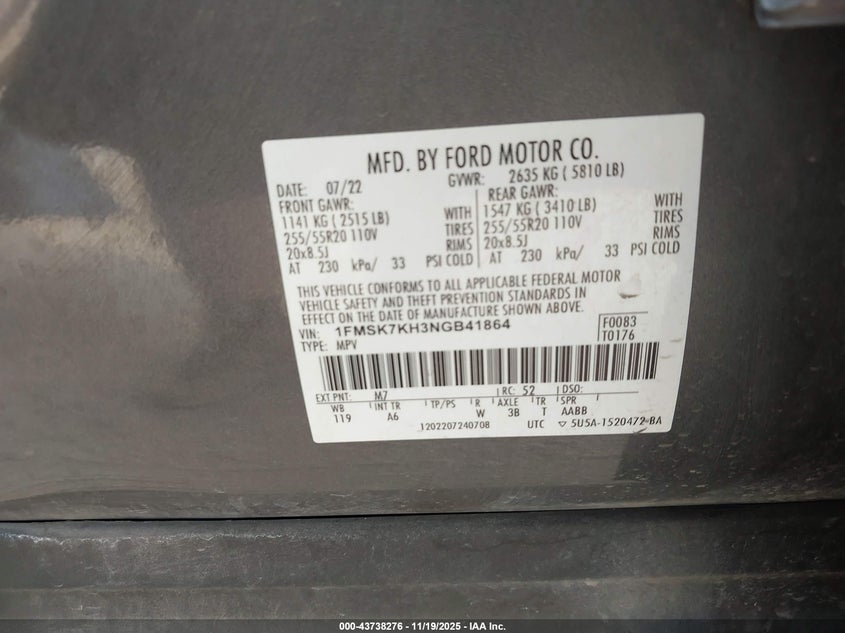 MFD. BY FORD MOTOR CO.
DATE: 07/22 GVWR: 2635 KG ( 5810 LB)
FRONT GAWR: REAR GAWR:
1141 KG ( 2515 LB) WITH 1547 KG ( 3410 LB) WITH
255/55R20 110V TIRES 255/55R20 110V TIRES
20x8.5J RIMS 20x8.5J RIMS
AT 230 kPa/ 33 PSI COLD AT 230 kPa/ 33 PSI COLD
THIS VEHICLE CONFORMS TO ALL APPLICABLE FEDERAL MOTOR
VEHICLE SAFETY AND THEFT PREVENTION STANDARDS IN
EFFECT ON THE DATE OF MANUFACTURE SHOWN ABOVE.
VIN: 1FMSK7KH3NGB41864 F0083
TYPE: MPV T0176
EXT PNT: M7 RC: 52 DSO:
WB INT TR TP/PS R AXLE TR SPR
119 A6 W 3B T AABB
1202207240708 UTC ▽ 5U5A-1520472-BA
000-43738276 - 11/19/2025 - IAA Inc.